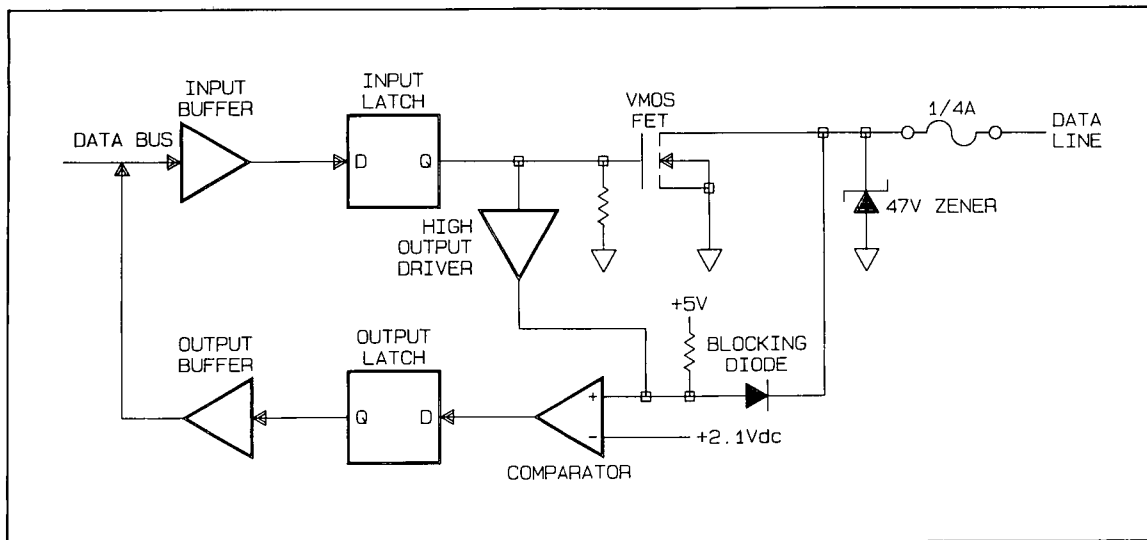 INPUT
BUFFER
INPUT
LATCH
VMOS
FET
1/4A
DATA
LINE
DATA BUS
D
Q
47V ZENER
HIGH
OUTPUT
DRIVER
+5V
BLOCKING
DIODE
OUTPUT
BUFFER
OUTPUT
LATCH
Q
D
+
-
+2.1Vdc
COMPARATOR